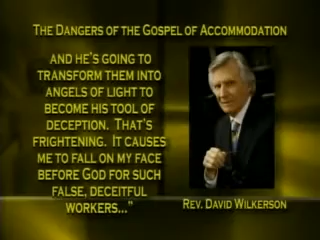 The Dangers of the Gospel of Accommodation
and he's going to
transform them into
angels of light to
become his tool of
deception. That's
frightening. It causes
me to fall on my face
before God for such
false, deceitful
workers..."
Rev. David Wilkerson